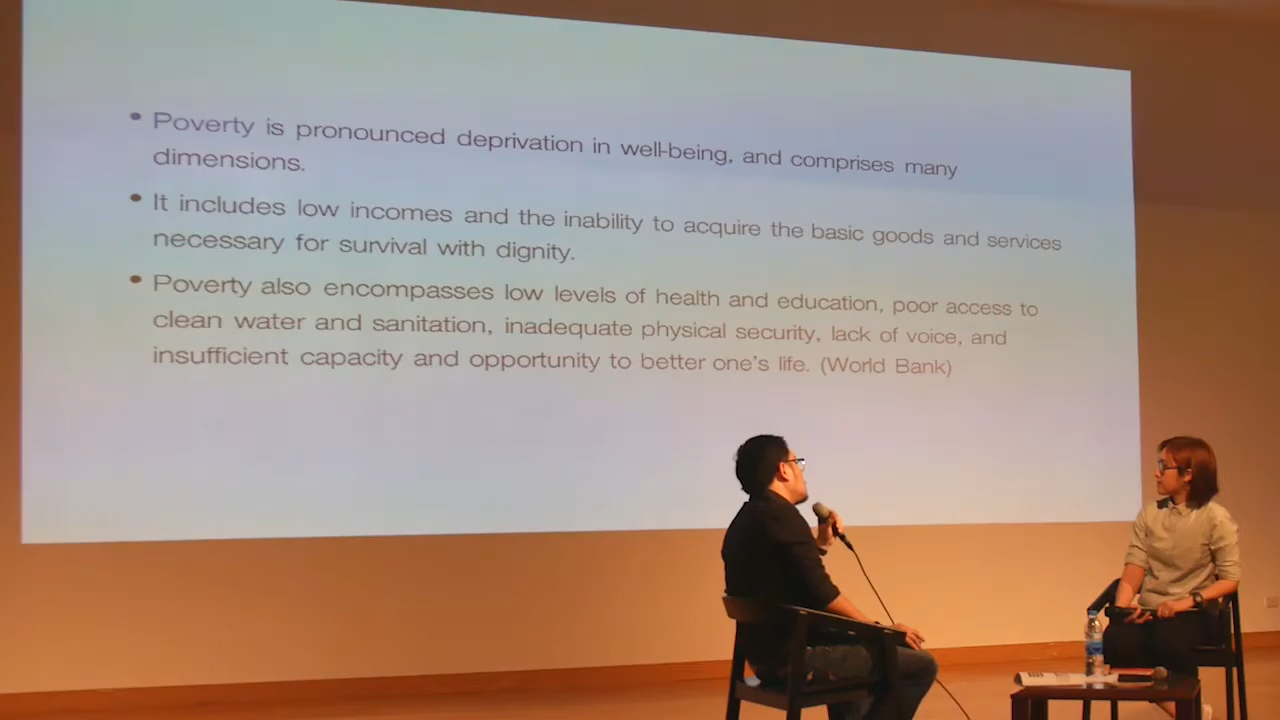 • Poverty is pronounced deprivation in well-being, and comprises many
dimensions.
• It includes low incomes and the inability to acquire the basic goods and services
necessary for survival with dignity.
• Poverty also encompasses low levels of health and education, poor access to
clean water and sanitation, inadequate physical security, lack of voice, and
insufficient capacity and opportunity to better one's life. (World Bank)